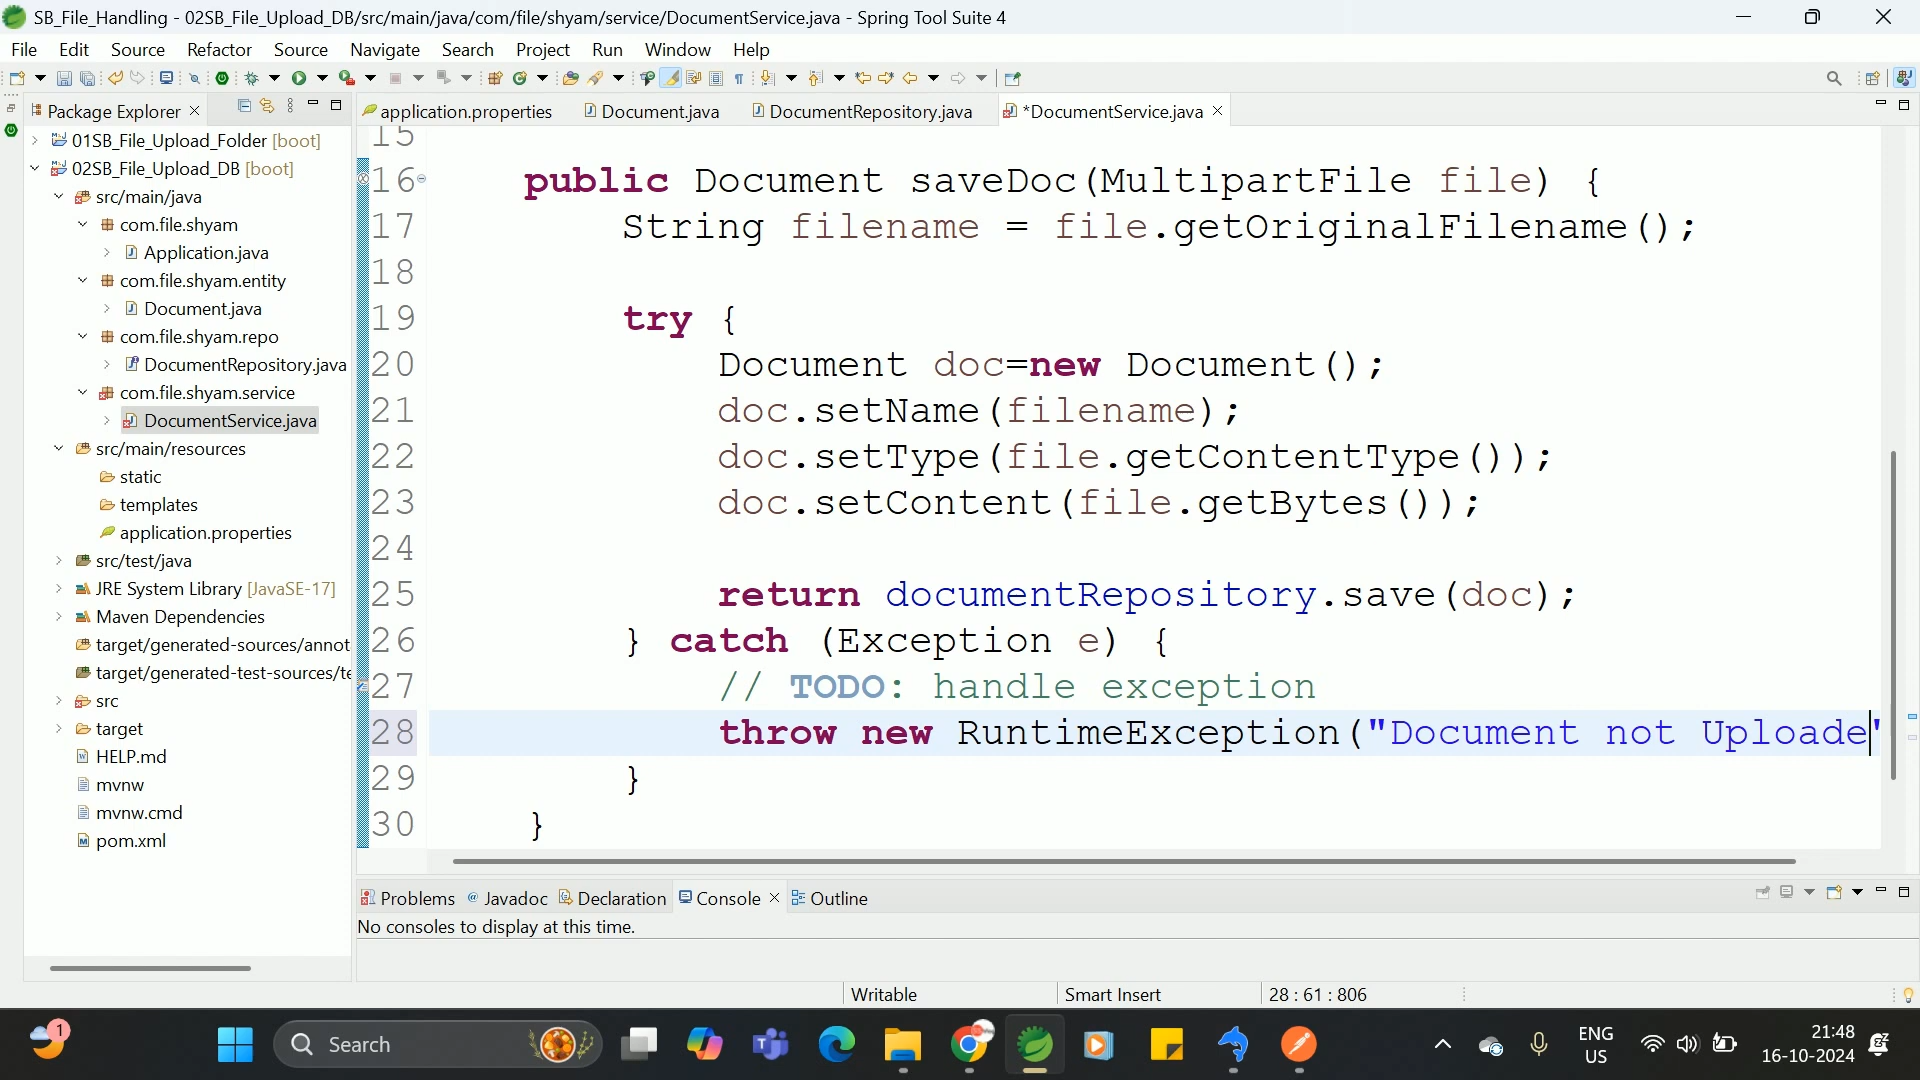 SB_File_Handling - 02SB_File_Upload_DB/src/main/java/com/file/shyam/service/DocumentService.java - Spring Tool Suite 4
File Edit Source Refactor Source Navigate Search Project Run Window Help
Package Explorer
application.properties Document.java DocumentRepository.java *DocumentService.java
01SB_File_Upload_Folder [boot]
02SB_File_Upload_DB [boot]
src/main/java
com.file.shyam
Application.java
com.file.shyam.entity
Document.java
com.file.shyam.repo
DocumentRepository.java
com.file.shyam.service
DocumentService.java
src/main/resources
static
templates
application.properties
src/test/java
JRE System Library [JavaSE-17]
Maven Dependencies
target/generated-sources/annot
target/generated-test-sources/te
src
target
HELP.md
mvnw
mvnw.cmd
pom.xml
15
16 public Document saveDoc(MultipartFile file) {
17 String filename = file.getOriginalFilename();
18
19 try {
20 Document doc=new Document();
21 doc.setName(filename);
22 doc.setType(file.getContentType());
23 doc.setContent(file.getBytes());
24
25 return documentRepository.save(doc);
26 } catch (Exception e) {
27 // TODO: handle exception
28 throw new RuntimeException("Document not Uploade"
29 }
30 }
Problems Javadoc Declaration Console Outline
No consoles to display at this time.
Writable Smart Insert 28 : 61 : 806
1 Search ENG US 21:48
16-10-2024